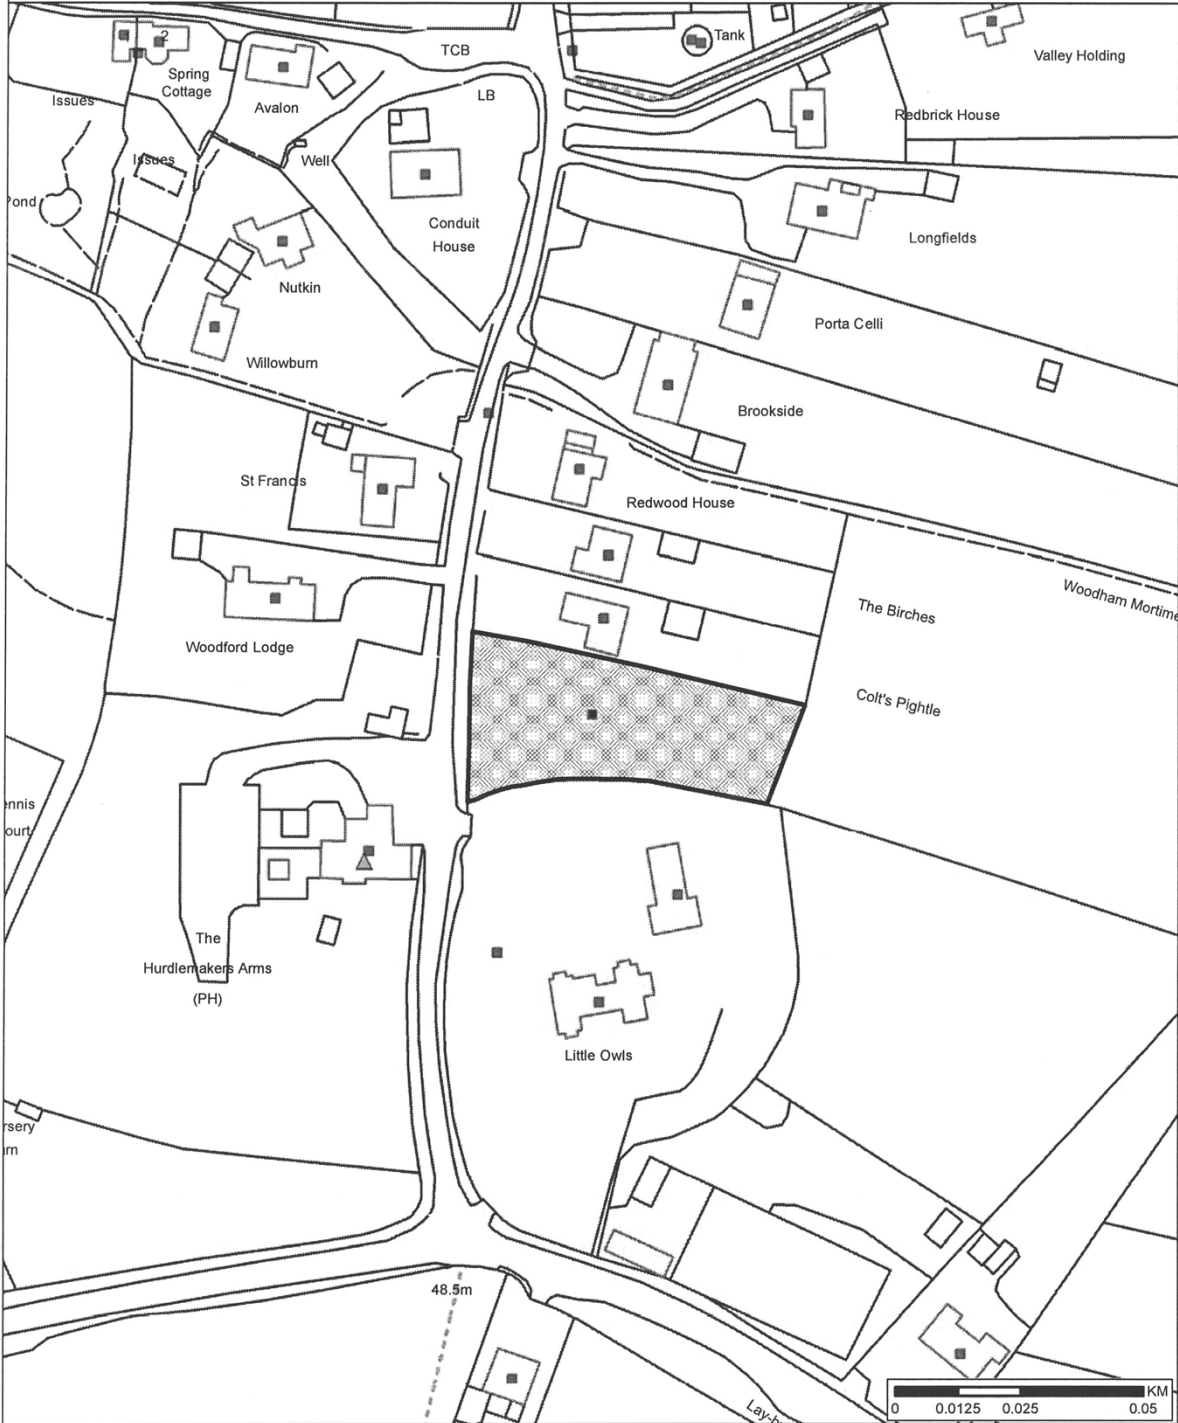 2
Spring
Cottage
Issues
Avalon
TCB
LB
Tank
Valley Holding
Redbrick House
Issues
Well
Pond
Conduit
House
Longfields
Nutkin
Porta Celli
Willowburn
Brookside
St Francis
Redwood House
The Birches
Woodham Mortime
Woodford Lodge
Colt's Pightle
ennis
ourt
The
Hurdlemakers Arms
(PH)
Little Owls
rsery
rn
48.5m
Lay-b
KM
0 0.0125 0.025 0.05